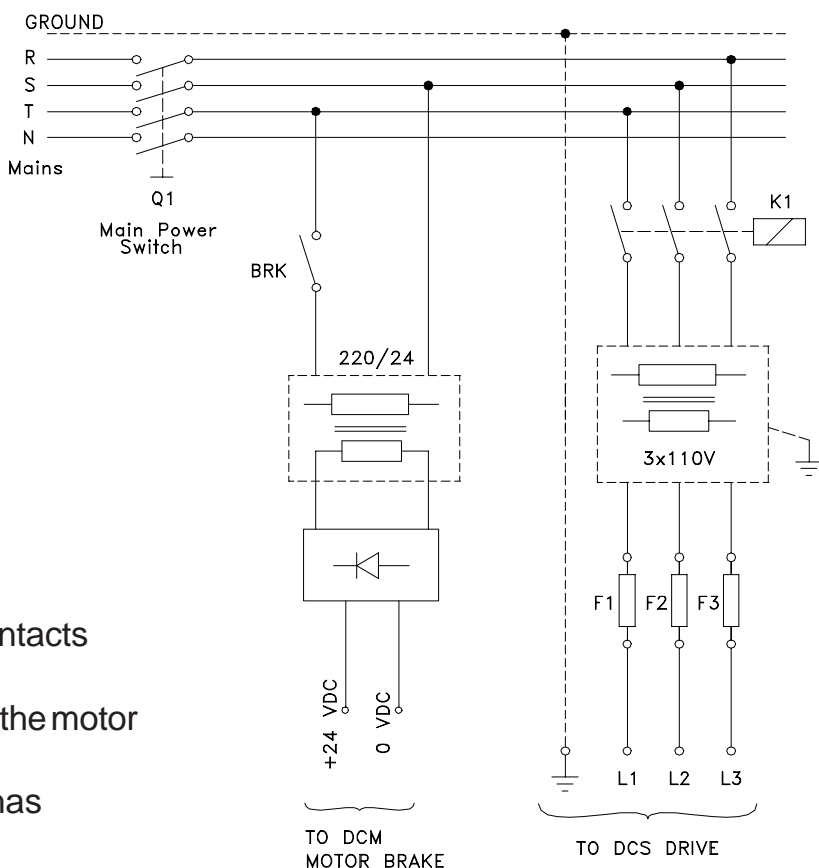 GROUND
R
S
T
N
Mains
Q1
Main Power
Switch
K1
BRK
220/24
3x110V
F1
F2
F3
ntacts
the motor
nas
+24 VDC
0 VDC
L1
L2
L3
TO DCM
MOTOR BRAKE
TO DCS DRIVE